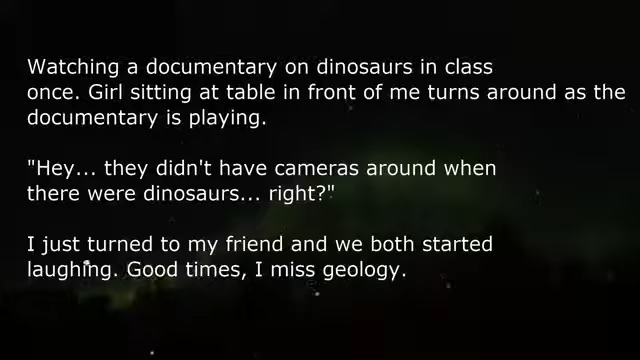 Watching a documentary on dinosaurs in class
once. Girl sitting at table in front of me turns around as the
documentary is playing.
"Hey... they didn't have cameras around when
there were dinosaurs... right?"
I just turned to my friend and we both started
laughing. Good times, I miss geology.